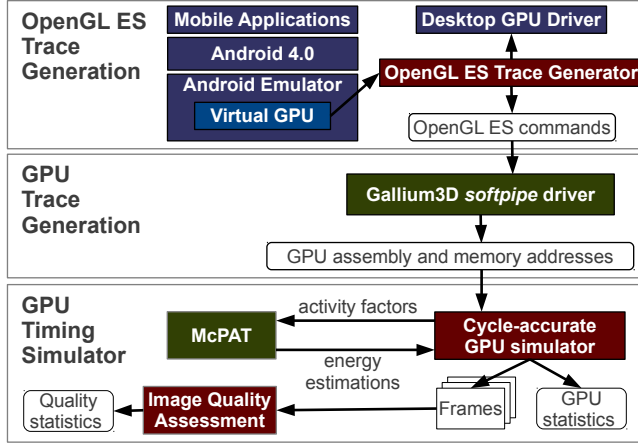 OpenGL ES
Trace
Generation
Mobile Applications
Android 4.0
Android Emulator
Virtual GPU
Desktop GPU Driver
OpenGL ES Trace Generator
OpenGL ES commands
GPU
Trace
Generation
Gallium3D softpipe driver
GPU assembly and memory addresses
GPU
Timing
Simulator
McPAT
activity factors
energy
estimations
Cycle-accurate
GPU simulator
Quality
statistics
Image Quality
Assessment
Frames
GPU
statistics